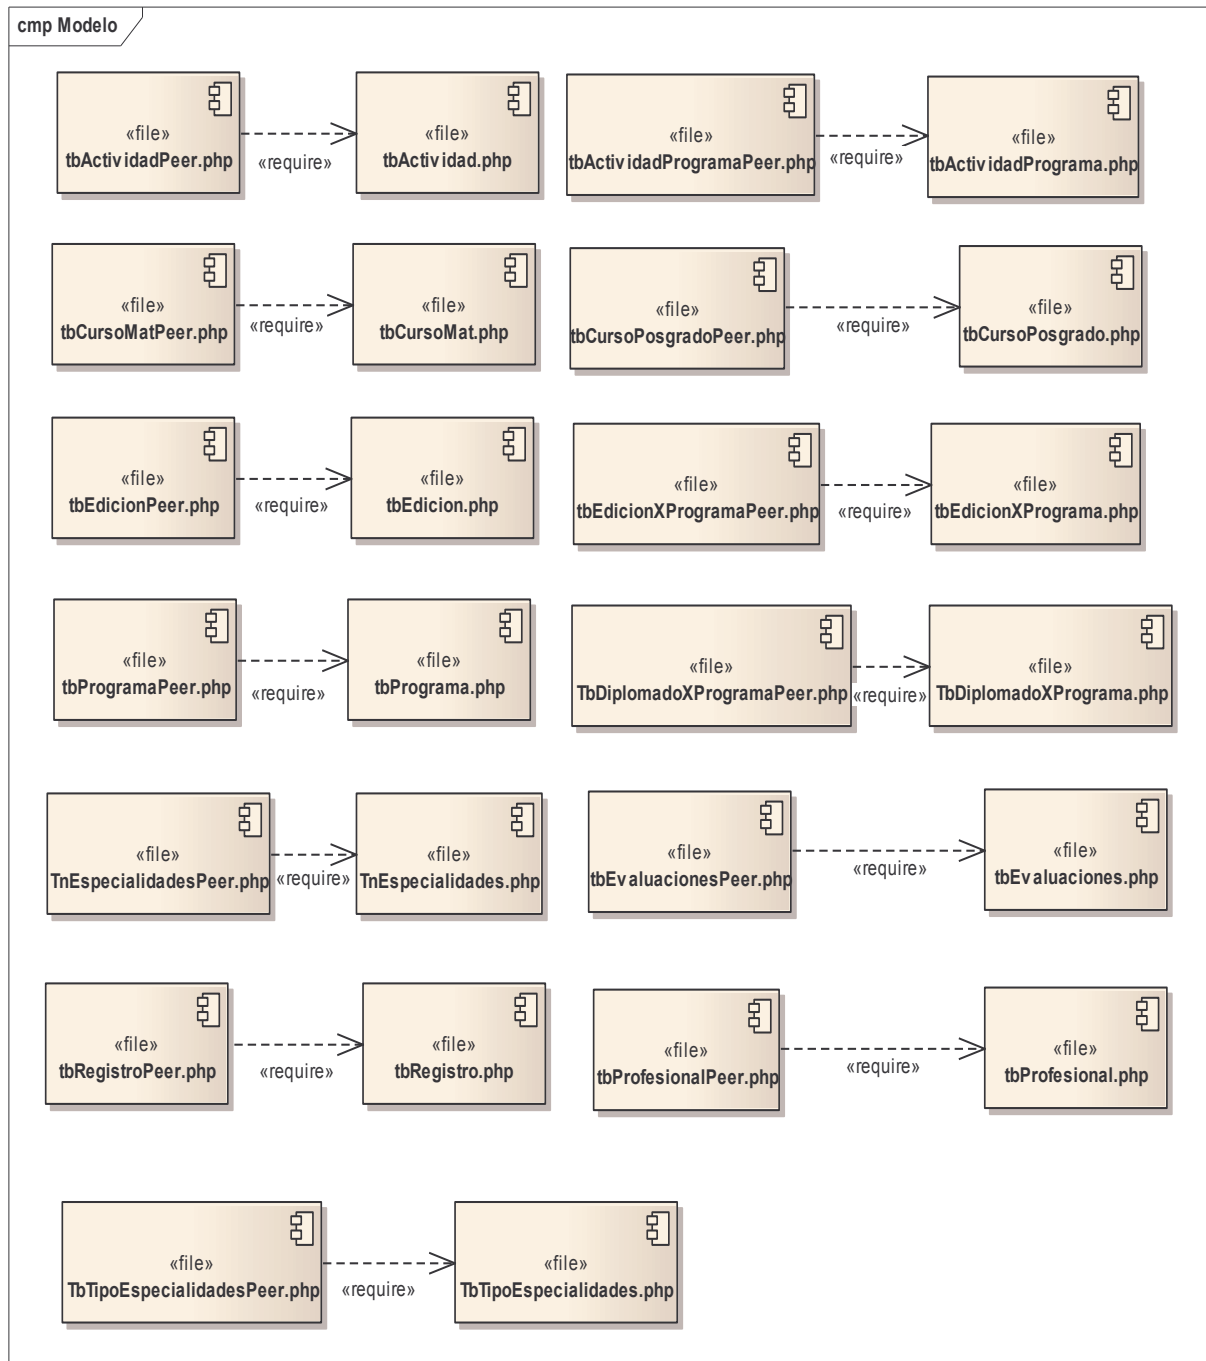 cmp Modelo
«file»
tbActividadPeer.php
«require»
«file»
tbActividad.php
«file»
tbActividadProgramaPeer.php
«require»
«file»
tbActividadPrograma.php
«file»
tbCursoMatPeer.php
«require»
«file»
tbCursoMat.php
«file»
tbCursoPosgradoPeer.php
«require»
«file»
tbCursoPosgrado.php
«file»
tbEdicionPeer.php
«require»
«file»
tbEdicion.php
«file»
tbEdicionXProgramaPeer.php
«require»
«file»
tbEdicionXPrograma.php
«file»
tbProgramaPeer.php
«require»
«file»
tbPrograma.php
«file»
TbDiplomadoXProgramaPeer.php
«require»
«file»
TbDiplomadoXPrograma.php
«file»
TnEspecialidadesPeer.php
«require»
«file»
TnEspecialidades.php
«file»
tbEvaluacionesPeer.php
«require»
«file»
tbEvaluaciones.php
«file»
tbRegistroPeer.php
«require»
«file»
tbRegistro.php
«file»
tbProfesionalPeer.php
«require»
«file»
tbProfesional.php
«file»
TbTipoEspecialidadesPeer.php
«require»
«file»
TbTipoEspecialidades.php